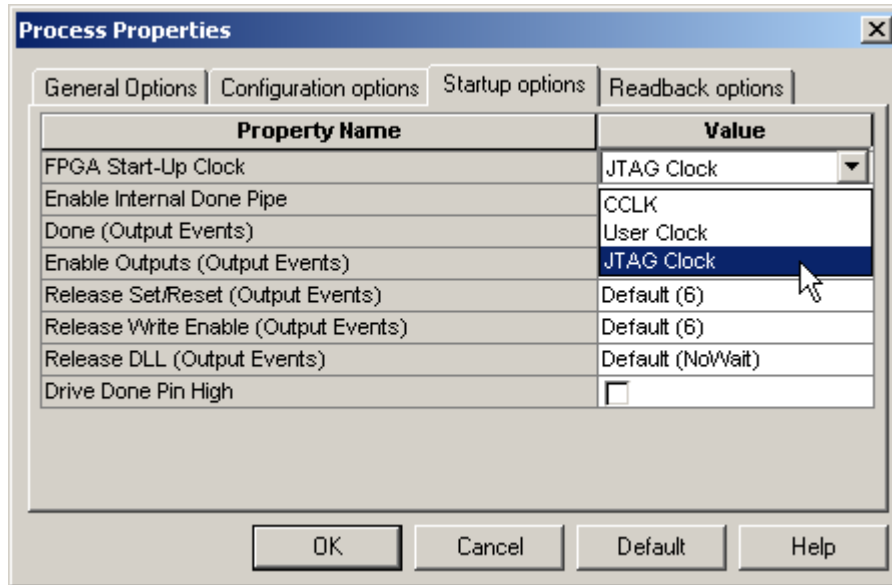 Process Properties
General Options Configuration options Startup options Readback options
Property Name Value
FPGA Start-Up Clock JTAG Clock
Enable Internal Done Pipe CCLK
Done (Output Events) User Clock
Enable Outputs (Output Events) JTAG Clock
Release Set/Reset (Output Events) Default (6)
Release Write Enable (Output Events) Default (6)
Release DLL (Output Events) Default (NoWait)
Drive Done Pin High
OK Cancel Default Help